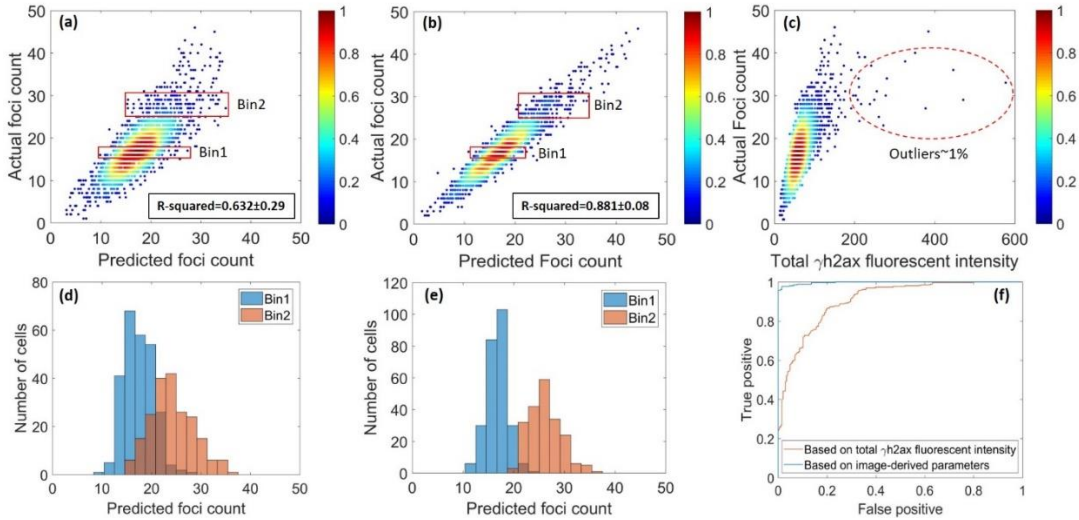 (a)
Actual foci count
50
40
30
20
10
0
Bin2
Bin1
R-squared=0.632±0.29
0 10 20 30 40 50
Predicted foci count
1
0.8
0.6
0.4
0.2
0
(b)
Actual foci count
50
40
30
20
10
0
Bin2
Bin1
R-squared=0.881±0.08
0 10 20 30 40 50
Predicted Foci count
1
0.8
0.6
0.4
0.2
0
(c)
Actual Foci count
50
40
30
20
10
0
Outliers~1%
0 200 400 600
Total γh2ax fluorescent intensity
1
0.8
0.6
0.4
0.2
0
(d)
Number of cells
80
60
40
20
0
Bin1
Bin2
0 10 20 30 40 50
Predicted foci count
(e)
Number of cells
120
100
80
60
40
20
0
Bin1
Bin2
0 10 20 30 40 50
Predicted foci count
(f)
True positive
1
0.8
0.6
0.4
0.2
0
Based on total γh2ax fluorescent intensity
Based on image-derived parameters
0 0.2 0.4 0.6 0.8 1
False positive